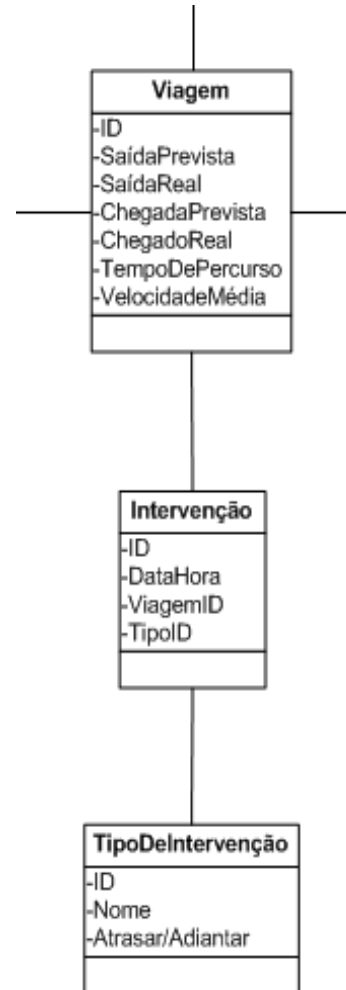 Viagem
-ID
-SaídaPrevista
-SaídaReal
-ChegadaPrevista
-ChegadoReal
-TempoDePercurso
-VelocidadeMédia
Intervenção
-ID
-DataHora
-ViagemID
-TipoID
TipoDeIntervenção
-ID
-Nome
-Atrasar/Adiantar